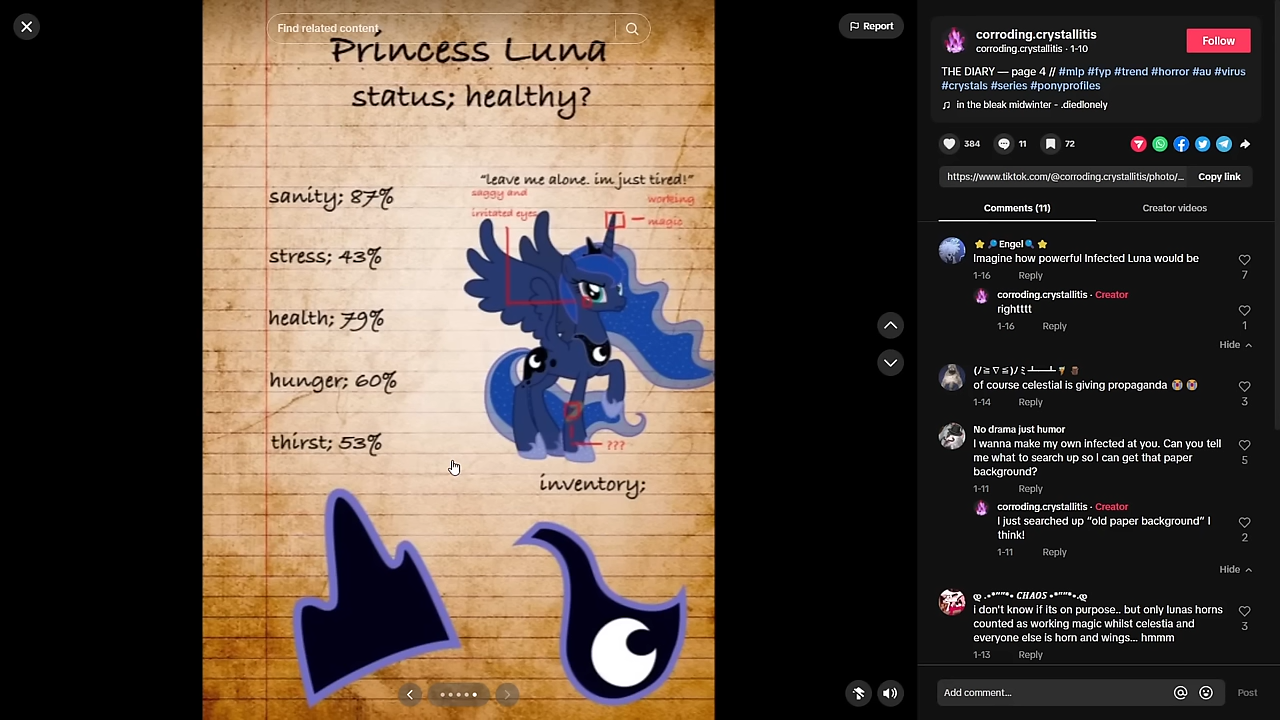 Find related content
Report
Princess Luna
status; healthy?
sanity; 87%
stress; 43%
health; 79%
hunger; 60%
thirst; 53%
"leave me alone. im just tired!"
saggy and
irritated eyes
working
magic
???
inventory;
corroding.crystallitis
corroding.crystallitis · 1-10
Follow
THE DIARY — page 4 // #mlp #fyp #trend #horror #au #virus
#crystals #series #ponyprofiles
in the bleak midwinter - .diedlonely
384
11
72
https://www.tiktok.com/@corroding.crystallitis/photo/...
Copy link
Comments (11)
Creator videos
Engel
Imagine how powerful Infected Luna would be
7
1-16 Reply
corroding.crystallitis · Creator
rightttt
1
1-16 Reply
Hide
of course celestial is giving propaganda
3
1-14 Reply
No drama just humor
I wanna make my own infected at you. Can you tell
me what to search up so I can get that paper
background?
5
1-11 Reply
corroding.crystallitis · Creator
I just searched up "old paper background" I
think!
2
1-11 Reply
Hide
CHAOS
I don't know if its on purpose.. but only lunas horns
counted as working magic whilst celestia and
everyone else is horn and wings... hmmm
3
1-13 Reply
Add comment...
Post